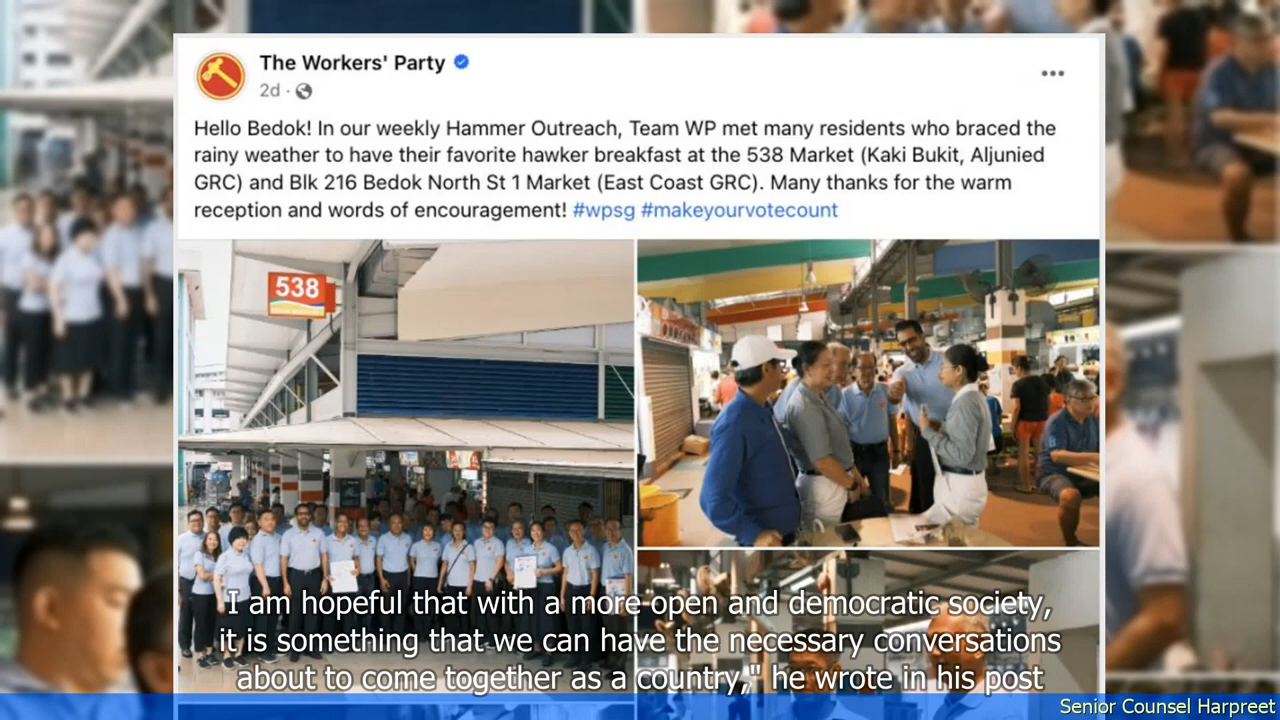 The Workers' Party
2d ·
Hello Bedok! In our weekly Hammer Outreach, Team WP met many residents who braced the
rainy weather to have their favorite hawker breakfast at the 538 Market (Kaki Bukit, Aljunied
GRC) and Blk 216 Bedok North St 1 Market (East Coast GRC). Many thanks for the warm
reception and words of encouragement! #wpsg #makeyourvotecount
538
I am hopeful that with a more open and democratic society,
it is something that we can have the necessary conversations
about to come together as a country," he wrote in his post
Senior Counsel Harpreet